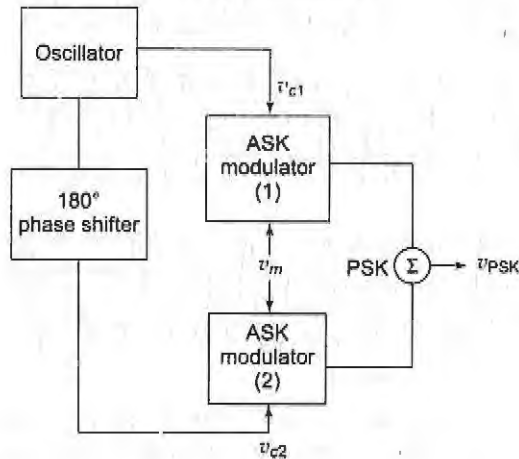 Oscillator
v_c1
ASK
modulator
(1)
180°
phase shifter
v_m
PSK
Σ
v_PSK
ASK
modulator
(2)
v_c2